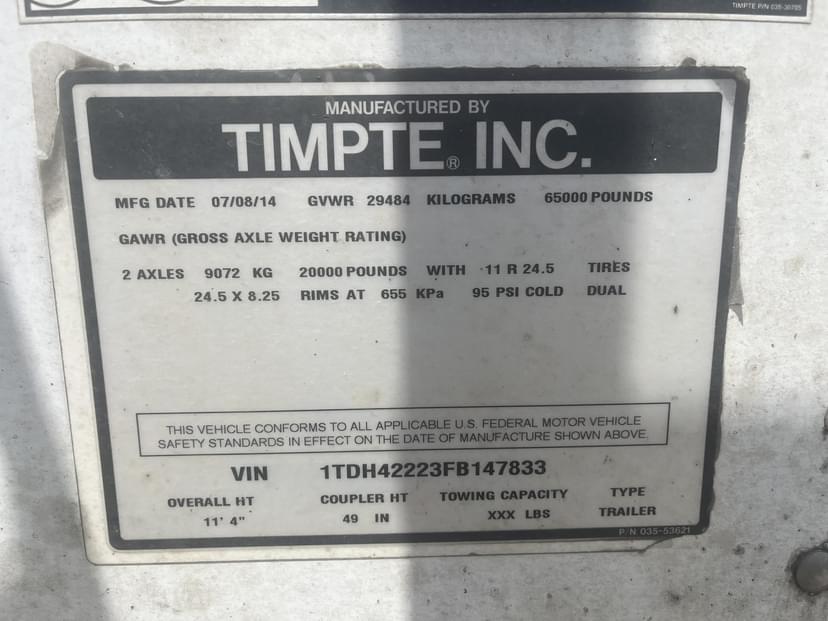 TIMPTE P/N 035-30705
MANUFACTURED BY
TIMPTE® INC.
MFG DATE 07/08/14 GVWR 29484 KILOGRAMS 65000 POUNDS
GAWR (GROSS AXLE WEIGHT RATING)
2 AXLES 9072 KG 20000 POUNDS WITH 11 R 24.5 TIRES
24.5 X 8.25 RIMS AT 655 KPa 95 PSI COLD DUAL
THIS VEHICLE CONFORMS TO ALL APPLICABLE U.S. FEDERAL MOTOR VEHICLE
SAFETY STANDARDS IN EFFECT ON THE DATE OF MANUFACTURE SHOWN ABOVE.
VIN 1TDH42223FB147833
OVERALL HT COUPLER HT TOWING CAPACITY TYPE
11' 4" 49 IN XXX LBS TRAILER
P/N 035-53621